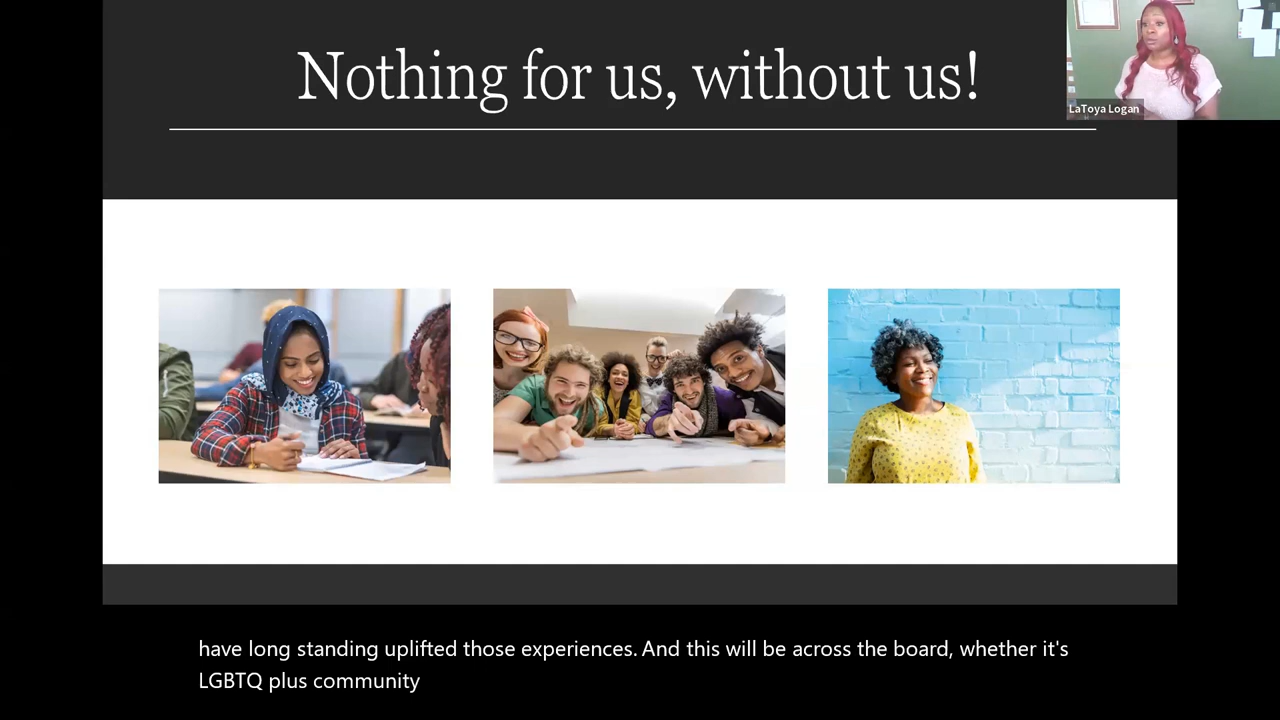 Nothing for us, without us!
LaToya Logan
have long standing uplifted those experiences. And this will be across the board, whether it's
LGBTQ plus community